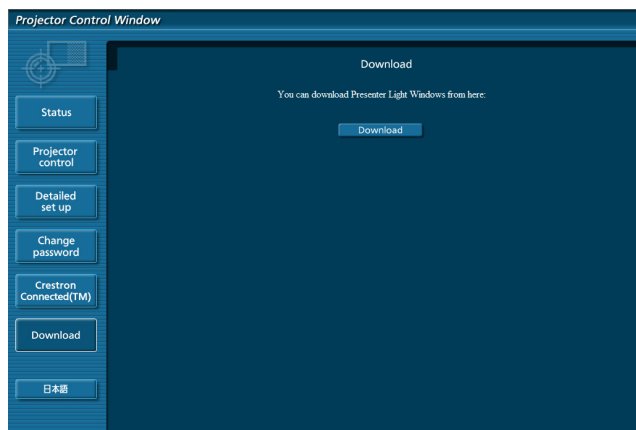 Projector Control Window
Download
You can download Presenter Light Windows from here:
Download
Status
Projector
control
Detailed
set up
Change
password
Crestron
Connected(TM)
Download
日本語